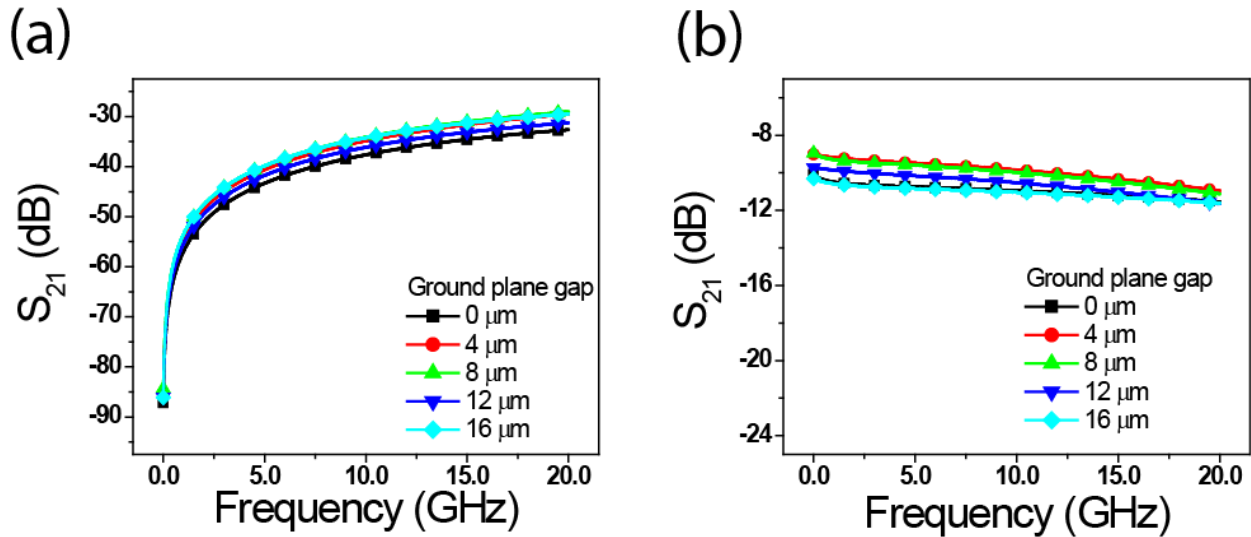 (a)
S21 (dB)
-30
-40
-50
-60
-70
-80
-90
0.0 5.0 10.0 15.0 20.0
Frequency (GHz)
Ground plane gap
0 μm
4 μm
8 μm
12 μm
16 μm
(b)
S21 (dB)
-8
-12
-16
-20
-24
0.0 5.0 10.0 15.0 20.0
Frequency (GHz)
Ground plane gap
0 μm
4 μm
8 μm
12 μm
16 μm